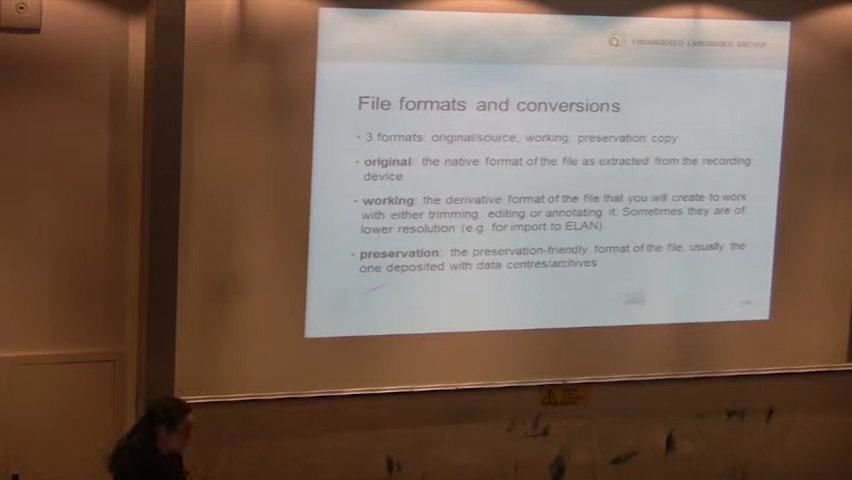 ENDANGERED LANGUAGES ARCHIVE
File formats and conversions
• 3 formats: original/source, working, preservation copy
• original: the native format of the file as extracted from the recording
device
• working: the derivative format of the file that you will create to work
with either trimming, editing or annotating it. Sometimes they are of
lower resolution (e.g. for import to ELAN)
• preservation: the preservation-friendly format of the file, usually the
one deposited with data centres/archives